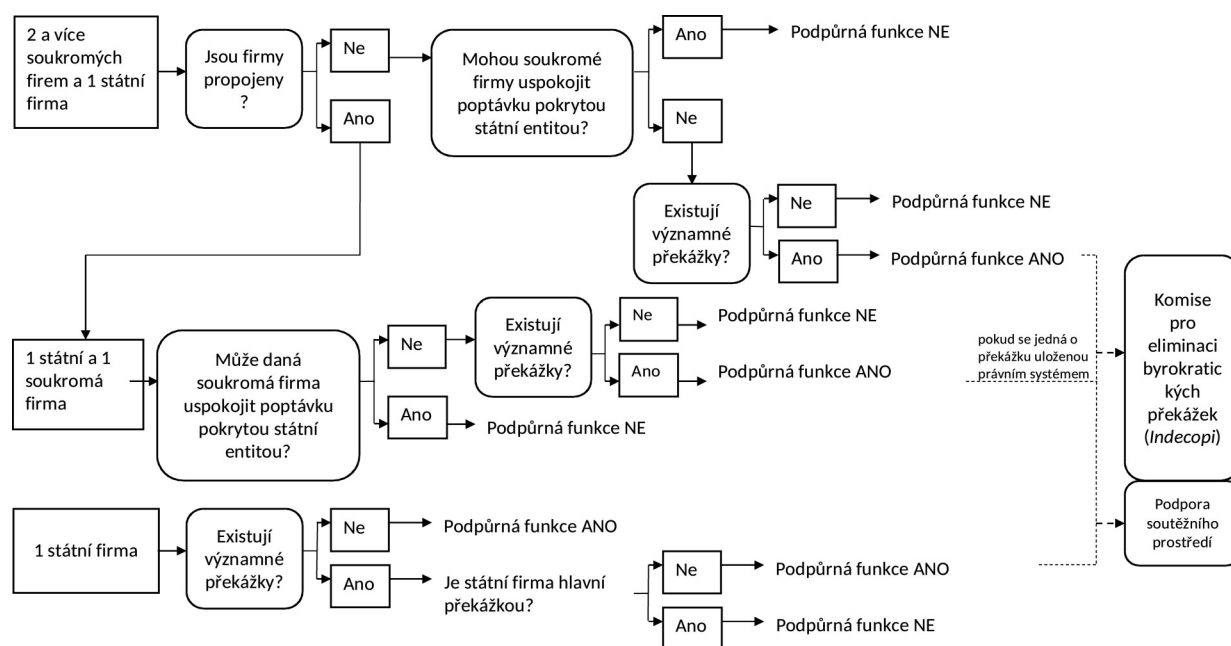 2 a více
soukromých
firem a 1 státní
firma
Jsou firmy
propojeny
?
Ne
Ano
Mohou soukromé
firmy uspokojit
poptávku pokrytou
státní entitou?
Ano
Podpůrná funkce NE
Ne
Existují
významné
překážky?
Ne
Podpůrná funkce NE
Ano
Podpůrná funkce ANO
1 státní a 1
soukromá
firma
Může daná
soukromá firma
uspokojit poptávku
pokrytou státní
entitou?
Ne
Ano
Podpůrná funkce NE
Existují
významné
překážky?
Ne
Podpůrná funkce NE
Ano
Podpůrná funkce ANO
pokud se jedná o
překážku uloženou
právním systémem
Komise
pro
eliminaci
byrokratic
kých
překážek
(Indecopi)
Podpora
soutěžního
prostředí
1 státní firma
Existují
významné
překážky?
Ne
Podpůrná funkce ANO
Ano
Je státní firma hlavní
překážkou?
Ne
Podpůrná funkce ANO
Ano
Podpůrná funkce NE